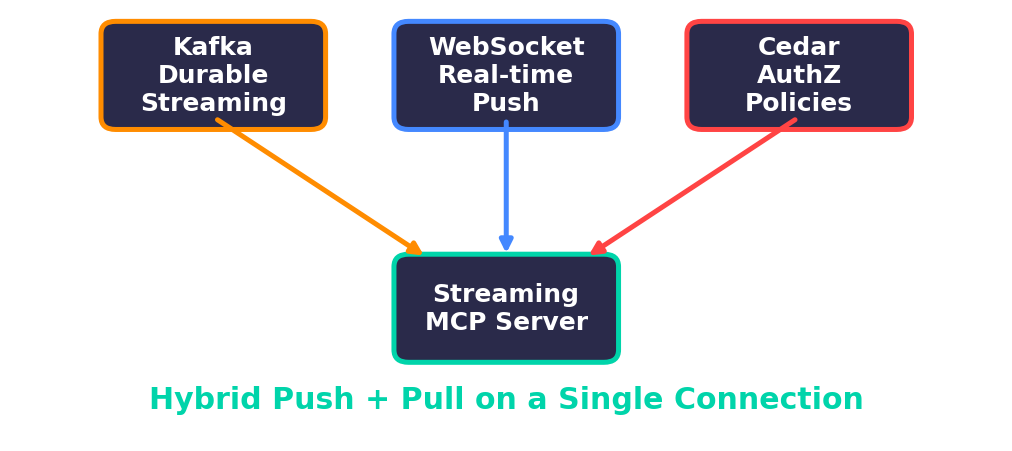 Kafka
Durable
Streaming
WebSocket
Real-time
Push
Cedar
AuthZ
Policies
Streaming
MCP Server
Hybrid Push + Pull on a Single Connection